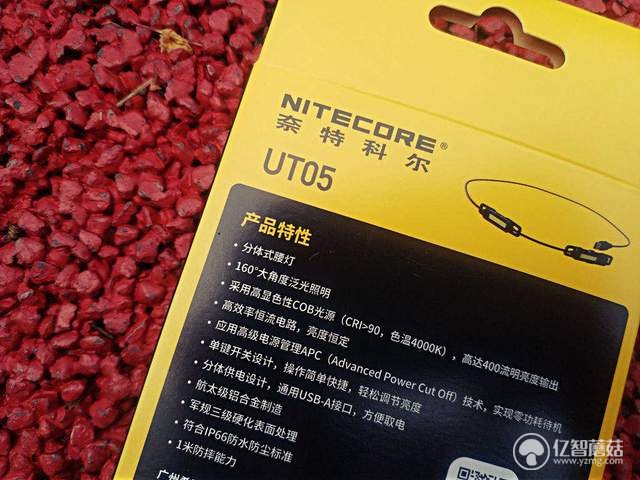 NITECORE®
奈特科尔
UT05
产品特性
• 分体式腰灯
• 160°大角度泛光照明
• 采用高显色性COB光源（CRI>90，色温4000K），高达400流明亮度输出
• 高效率恒流电路，亮度恒定
• 应用高级电源管理APC（Advanced Power Cut Off）技术，实现零功耗待机
• 单键开关设计，操作简单快捷，轻松调节亮度
• 分体供电设计，通用USB-A接口，方便取电
• 航太级铝合金制造
• 军规三级硬化表面处理
• 符合IP66防水防尘标准
• 1米防摔能力
亿智蘑菇
www.yzmg.com